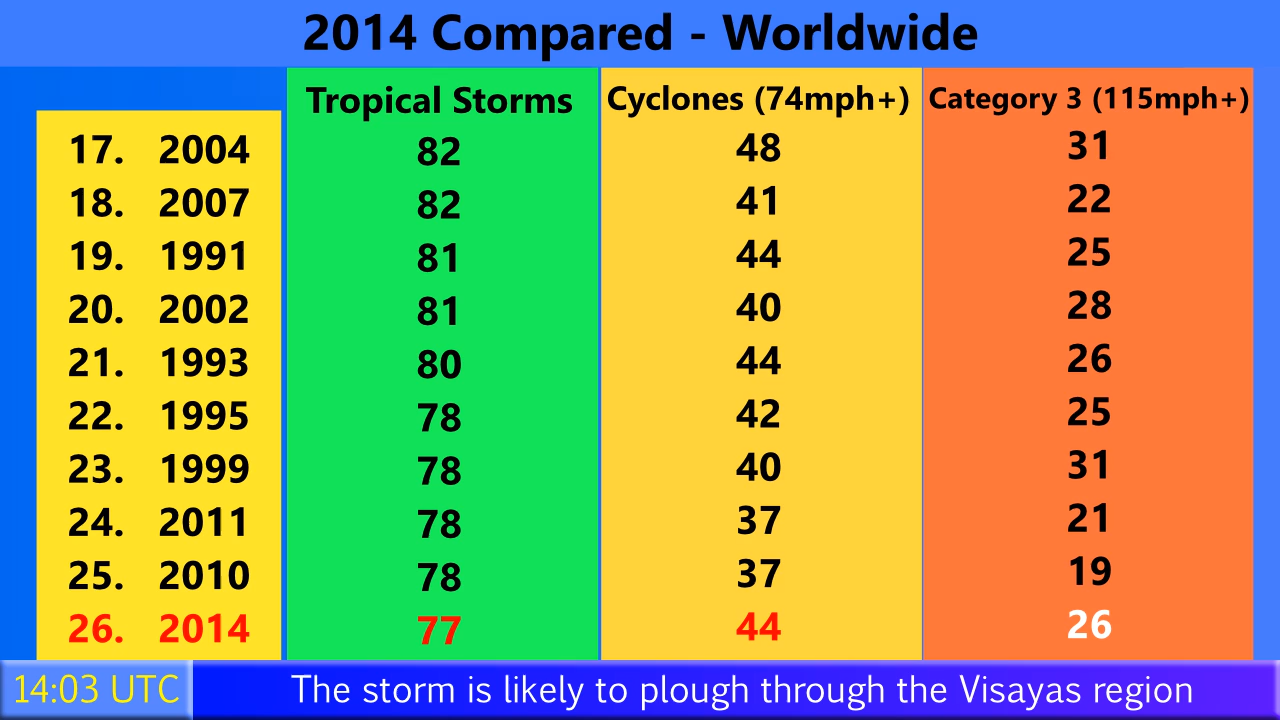 2014 Compared - Worldwide
Tropical Storms Cyclones (74mph+) Category 3 (115mph+)
17. 2004 82 48 31
18. 2007 82 41 22
19. 1991 81 44 25
20. 2002 81 40 28
21. 1993 80 44 26
22. 1995 78 42 25
23. 1999 78 40 31
24. 2011 78 37 21
25. 2010 78 37 19
26. 2014 77 44 26
14:03 UTC The storm is likely to plough through the Visayas region